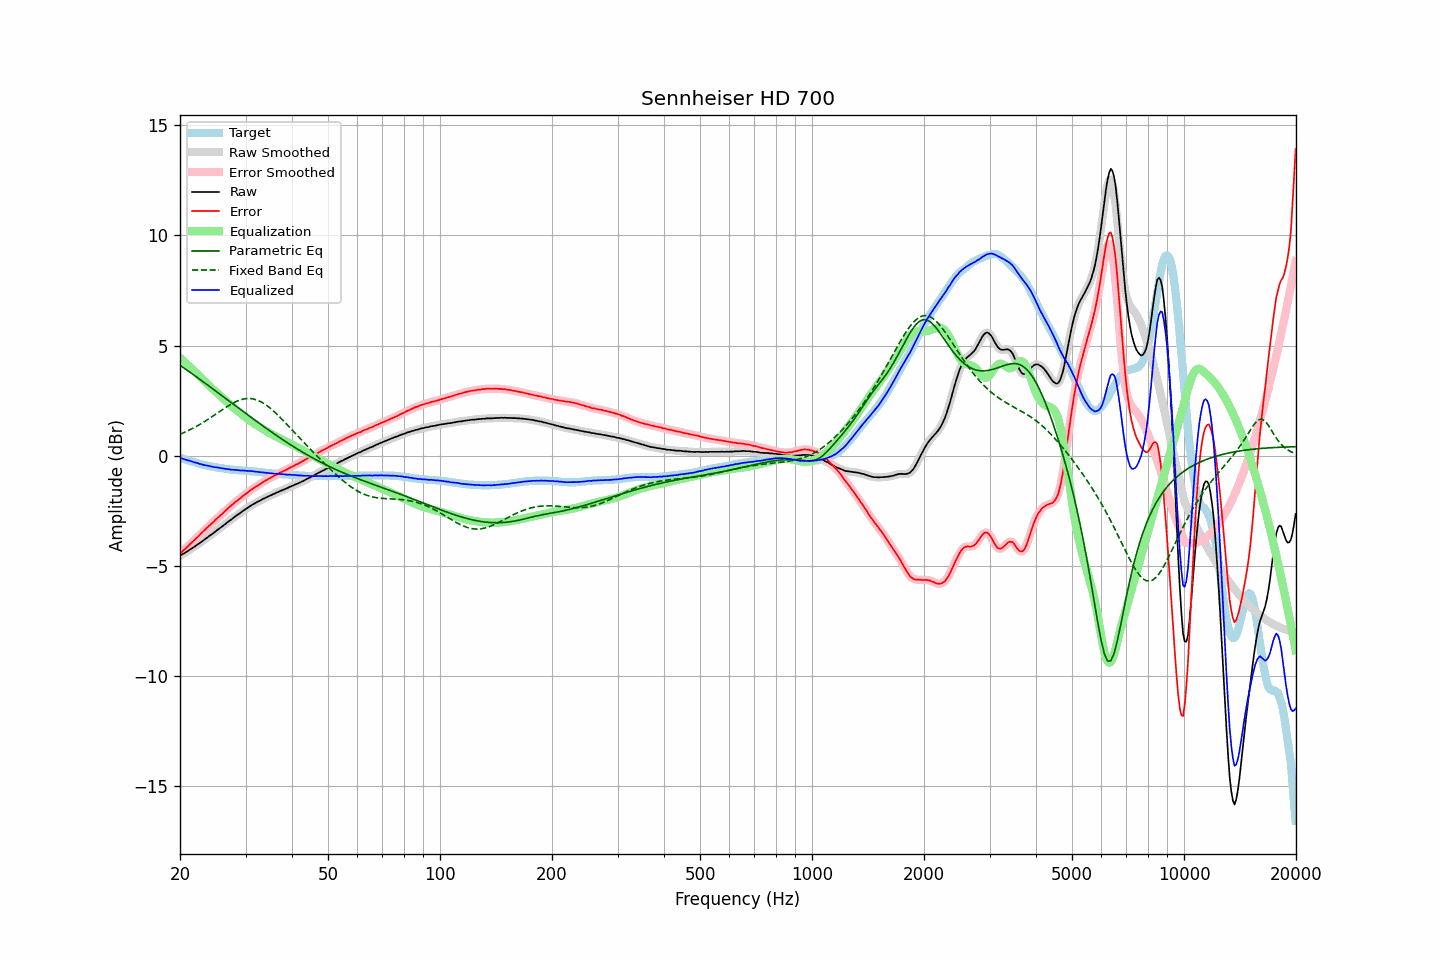 Sennheiser HD 700
Target
Raw Smoothed
Error Smoothed
Raw
Error
Equalization
Parametric Eq
Fixed Band Eq
Equalized
Amplitude (dBr)
15
10
5
0
−5
−10
−15
20 50 100 200 500 1000 2000 5000 10000 20000
Frequency (Hz)